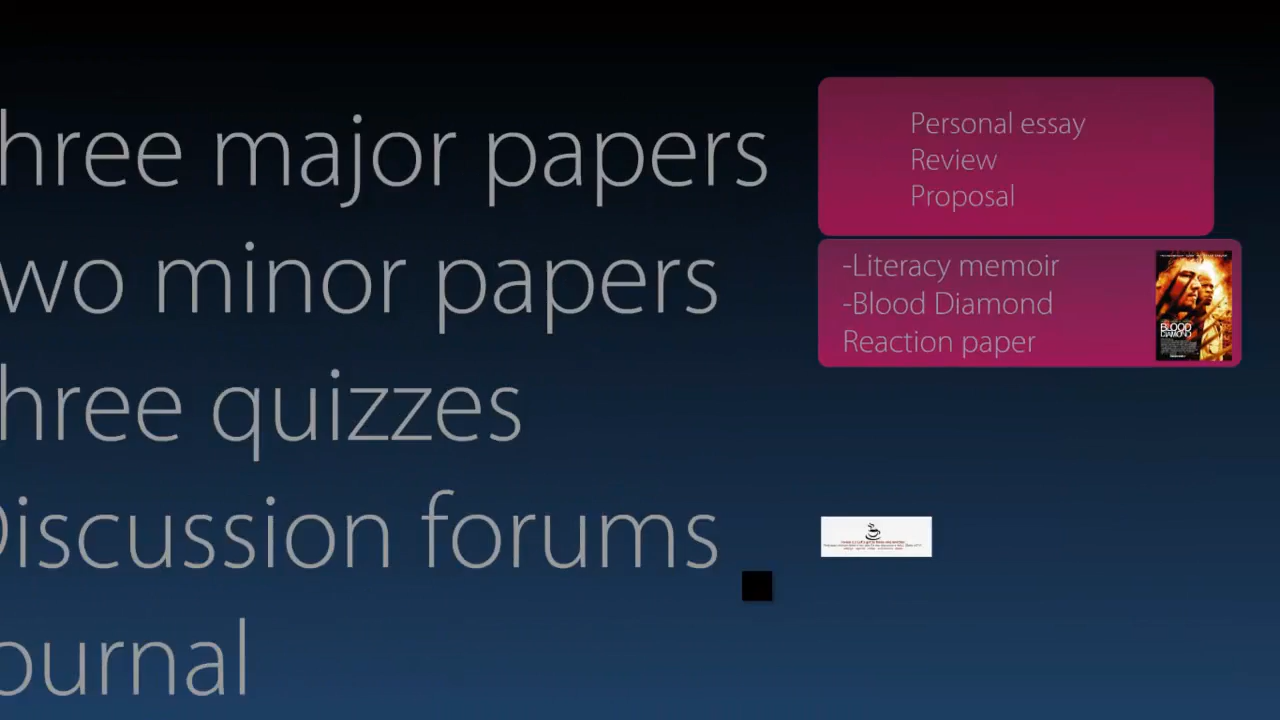 hree major papers
wo minor papers
hree quizzes
Discussion forums
ournal
Personal essay
Review
Proposal
-Literacy memoir
-Blood Diamond
Reaction paper
BLOOD
DIAMOND